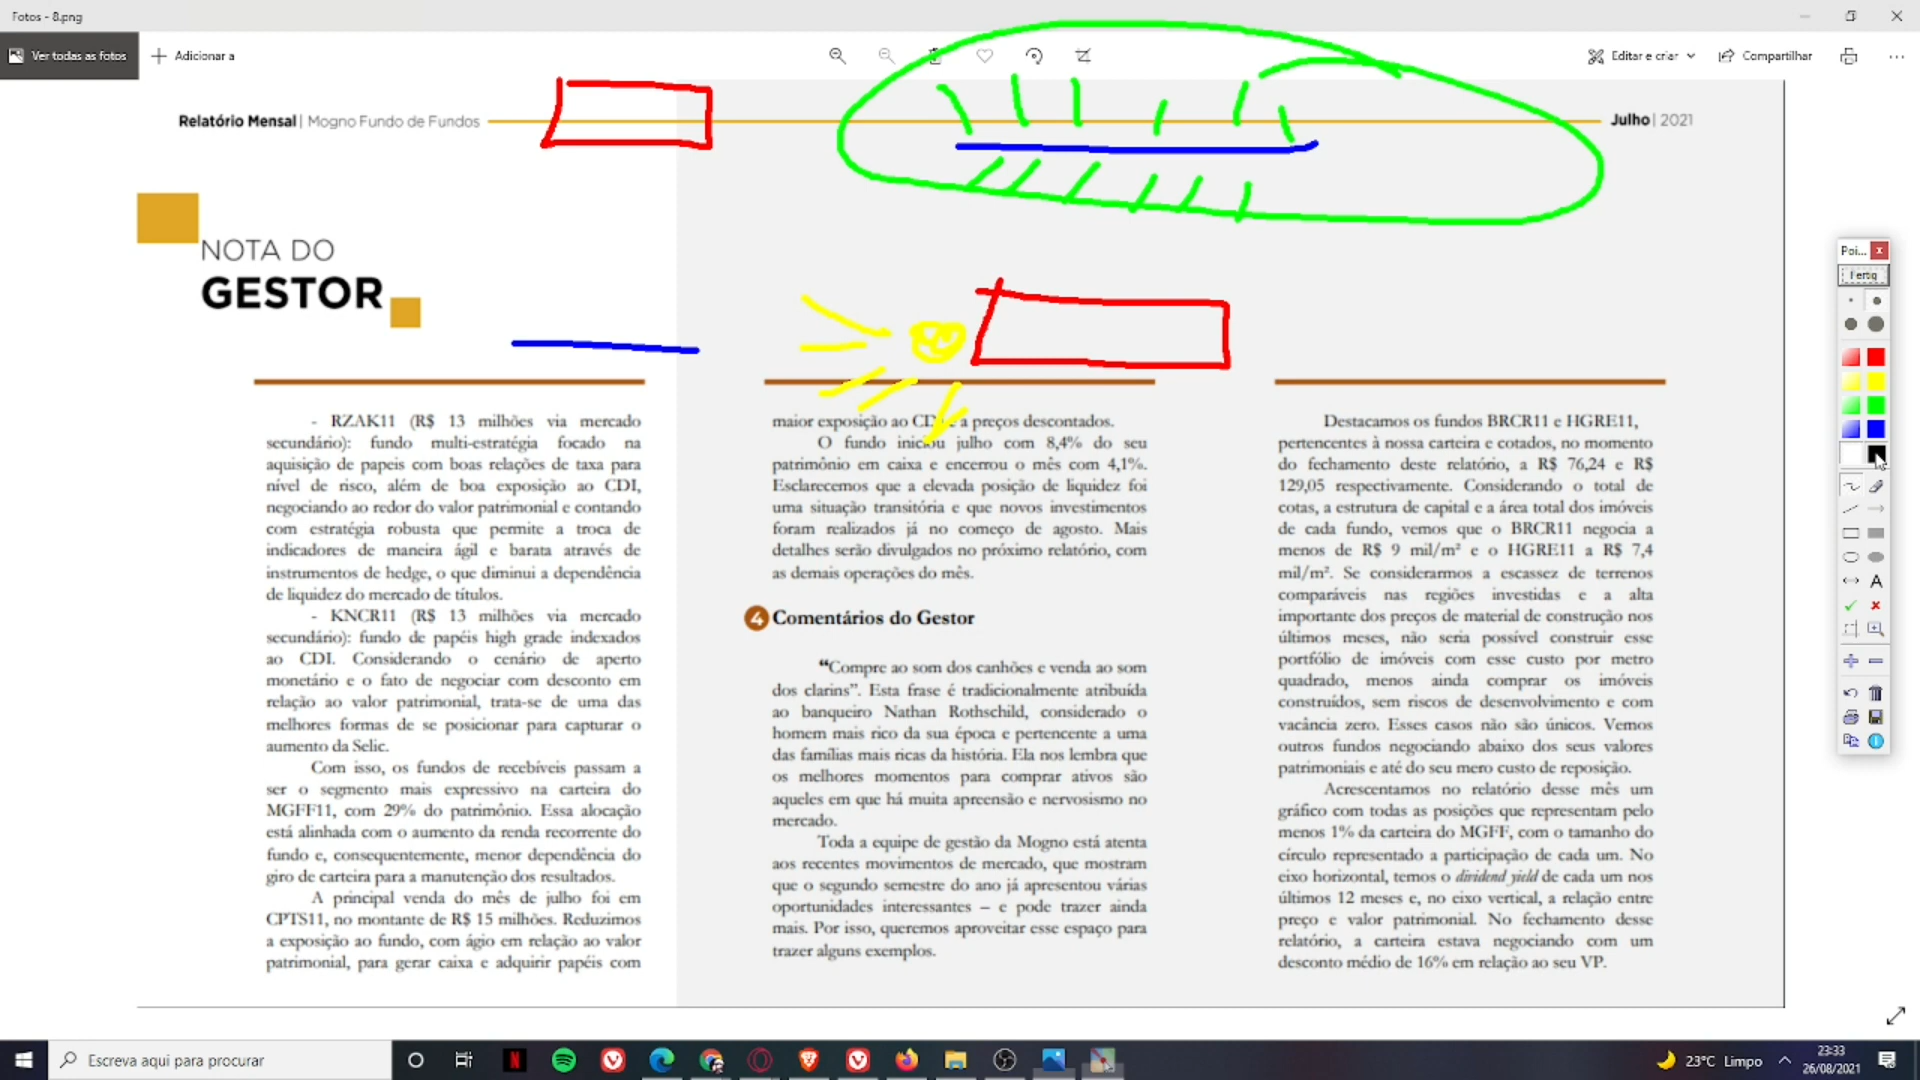 Fotos - 8.png
Ver todas as fotos
Adicionar a
Editar e criar
Compartilhar
Relatório Mensal | Mogno Fundo de Fundos
Julho | 2021
NOTA DO
GESTOR
- RZAK11 (R$ 13 milhões via mercado
secundário): fundo multi-estratégia focado na
aquisição de papeis com boas relações de taxa para
nível de risco, além de boa exposição ao CDI,
negociando ao redor do valor patrimonial e contando
com estratégia robusta que permite a troca de
indicadores de maneira ágil e barata através de
instrumentos de hedge, o que diminui a dependência
de liquidez do mercado de títulos.
- KNCR11 (R$ 13 milhões via mercado
secundário): fundo de papéis high grade indexados
ao CDI. Considerando o cenário de aperto
monetário e o fato de negociar com desconto em
relação ao valor patrimonial, trata-se de uma das
melhores formas de se posicionar para capturar o
aumento da Selic.
Com isso, os fundos de recebíveis passam a
ser o segmento mais expressivo na carteira do
MGFF11, com 29% do patrimônio. Essa alocação
está alinhada com o aumento da renda recorrente do
fundo e, consequentemente, menor dependência do
giro de carteira para a manutenção dos resultados.
A principal venda do mês de julho foi em
CPTS11, no montante de R$ 15 milhões. Reduzimos
a exposição ao fundo, com ágio em relação ao valor
patrimonial, para gerar caixa e adquirir papéis com
maior exposição ao CDI e a preços descontados.
O fundo iniciou julho com 8,4% do seu
patrimônio em caixa e encerrou o mês com 4,1%.
Esclarecemos que a elevada posição de liquidez foi
uma situação transitória e que novos investimentos
foram realizados já no começo de agosto. Mais
detalhes serão divulgados no próximo relatório, com
as demais operações do mês.
4 Comentários do Gestor
“Compre ao som dos canhões e venda ao som
dos clarins”. Esta frase é tradicionalmente atribuída
ao banqueiro Nathan Rothschild, considerado o
homem mais rico da sua época e pertencente a uma
das famílias mais ricas da história. Ela nos lembra que
os melhores momentos para comprar ativos são
aqueles em que há muita apreensão e nervosismo no
mercado.
Toda a equipe de gestão da Mogno está atenta
aos recentes movimentos de mercado, que mostram
que o segundo semestre do ano já apresentou várias
oportunidades interessantes – e pode trazer ainda
mais. Por isso, queremos aproveitar esse espaço para
trazer alguns exemplos.
Destacamos os fundos BRCR11 e HGRE11,
pertencentes à nossa carteira e cotados, no momento
do fechamento deste relatório, a R$ 76,24 e R$
129,05 respectivamente. Considerando o total de
cotas, a estrutura de capital e a área total dos imóveis
de cada fundo, vemos que o BRCR11 negocia a
menos de R$ 9 mil/m² e o HGRE11 a R$ 7,4
mil/m². Se considerarmos a escassez de terrenos
comparáveis nas regiões investidas e a alta
importante dos preços de material de construção nos
últimos meses, não seria possível construir esse
portfólio de imóveis com esse custo por metro
quadrado, menos ainda comprar os imóveis
construídos, sem riscos de desenvolvimento e com
vacância zero. Esses casos não são únicos. Vemos
outros fundos negociando abaixo dos seus valores
patrimoniais e até do seu mero custo de reposição.
Acrescentamos no relatório desse mês um
gráfico com todas as posições que representam pelo
menos 1% da carteira do MGFF, com o tamanho do
círculo representado a participação de cada um. No
eixo horizontal, temos o dividend yield de cada um nos
últimos 12 meses e, no eixo vertical, a relação entre
preço e valor patrimonial. No fechamento desse
relatório, a carteira estava negociando com um
desconto médio de 16% em relação ao seu VP.
Poi...
Fertig
A
Escreva aqui para procurar
23°C Limpo
23:33
26/08/2021